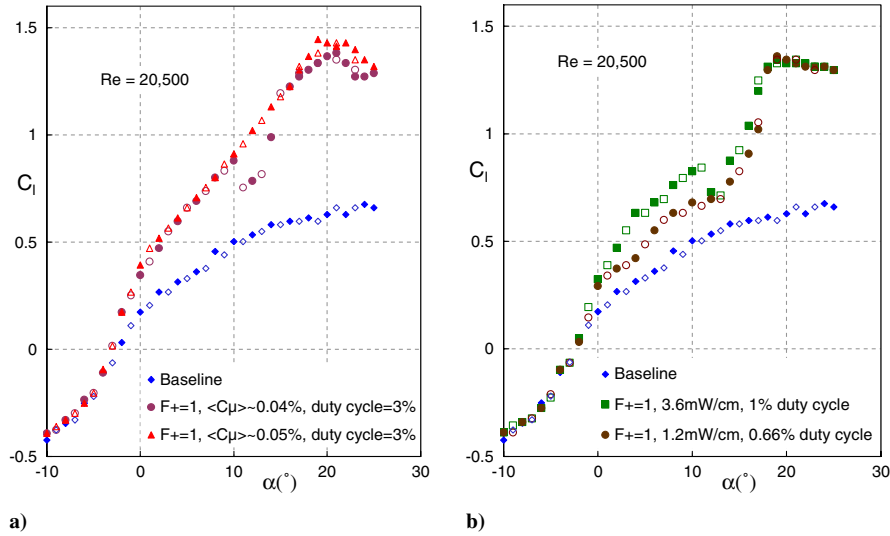 1.5
1
0.5
0
-0.5
C_l
Re = 20,500
Baseline
F+=1, <Cμ>~0.04%, duty cycle=3%
F+=1, <Cμ>~0.05%, duty cycle=3%
-10 0 10 20 30
α(°)
a)
1.5
1
0.5
0
-0.5
C_l
Re = 20,500
Baseline
F+=1, 3.6mW/cm, 1% duty cycle
F+=1, 1.2mW/cm, 0.66% duty cycle
-10 0 10 20 30
α(°)
b)